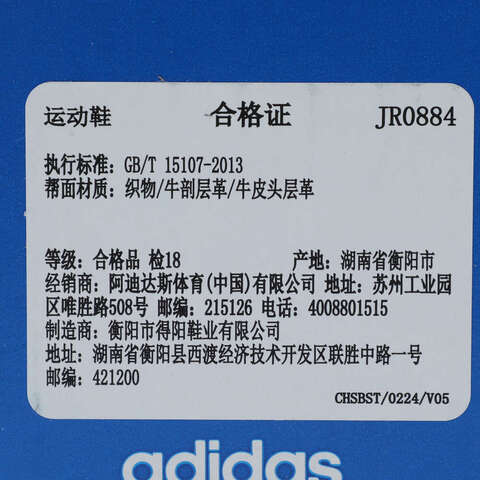 运动鞋 合格证 JR0884
执行标准: GB/T 15107-2013
帮面材质: 织物/牛剖层革/牛皮头层革
等级: 合格品 检18 产地: 湖南省衡阳市
经销商: 阿迪达斯体育(中国)有限公司 地址: 苏州工业园
区唯胜路508号 邮编: 215126 电话: 4008801515
制造商: 衡阳市得阳鞋业有限公司
地址: 湖南省衡阳县西渡经济技术开发区联胜中路一号
邮编: 421200
CHSBST/0224/V05
adidas